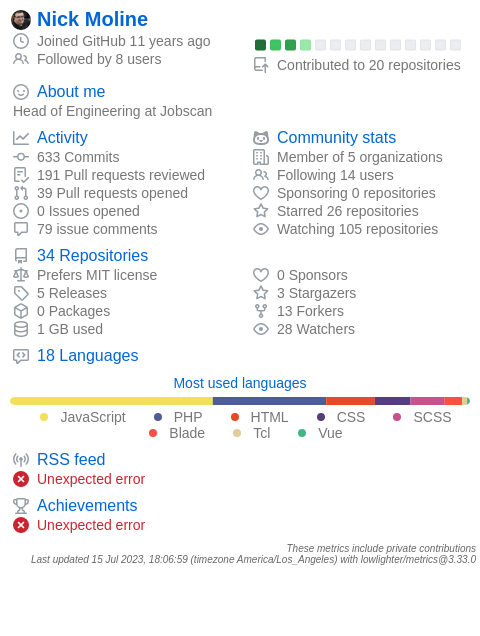 Nick Moline
Joined GitHub 11 years ago
Followed by 8 users
Contributed to 20 repositories
About me
Head of Engineering at Jobscan
Activity
633 Commits
191 Pull requests reviewed
39 Pull requests opened
0 Issues opened
79 issue comments
Community stats
Member of 5 organizations
Following 14 users
Sponsoring 0 repositories
Starred 26 repositories
Watching 105 repositories
34 Repositories
Prefers MIT license
5 Releases
0 Packages
1 GB used
0 Sponsors
3 Stargazers
13 Forkers
28 Watchers
18 Languages
Most used languages
JavaScript PHP HTML CSS SCSS
Blade Tcl Vue
RSS feed
Unexpected error
Achievements
Unexpected error
These metrics include private contributions
Last updated 15 Jul 2023, 18:06:59 (timezone America/Los_Angeles) with lowlighter/metrics@3.33.0